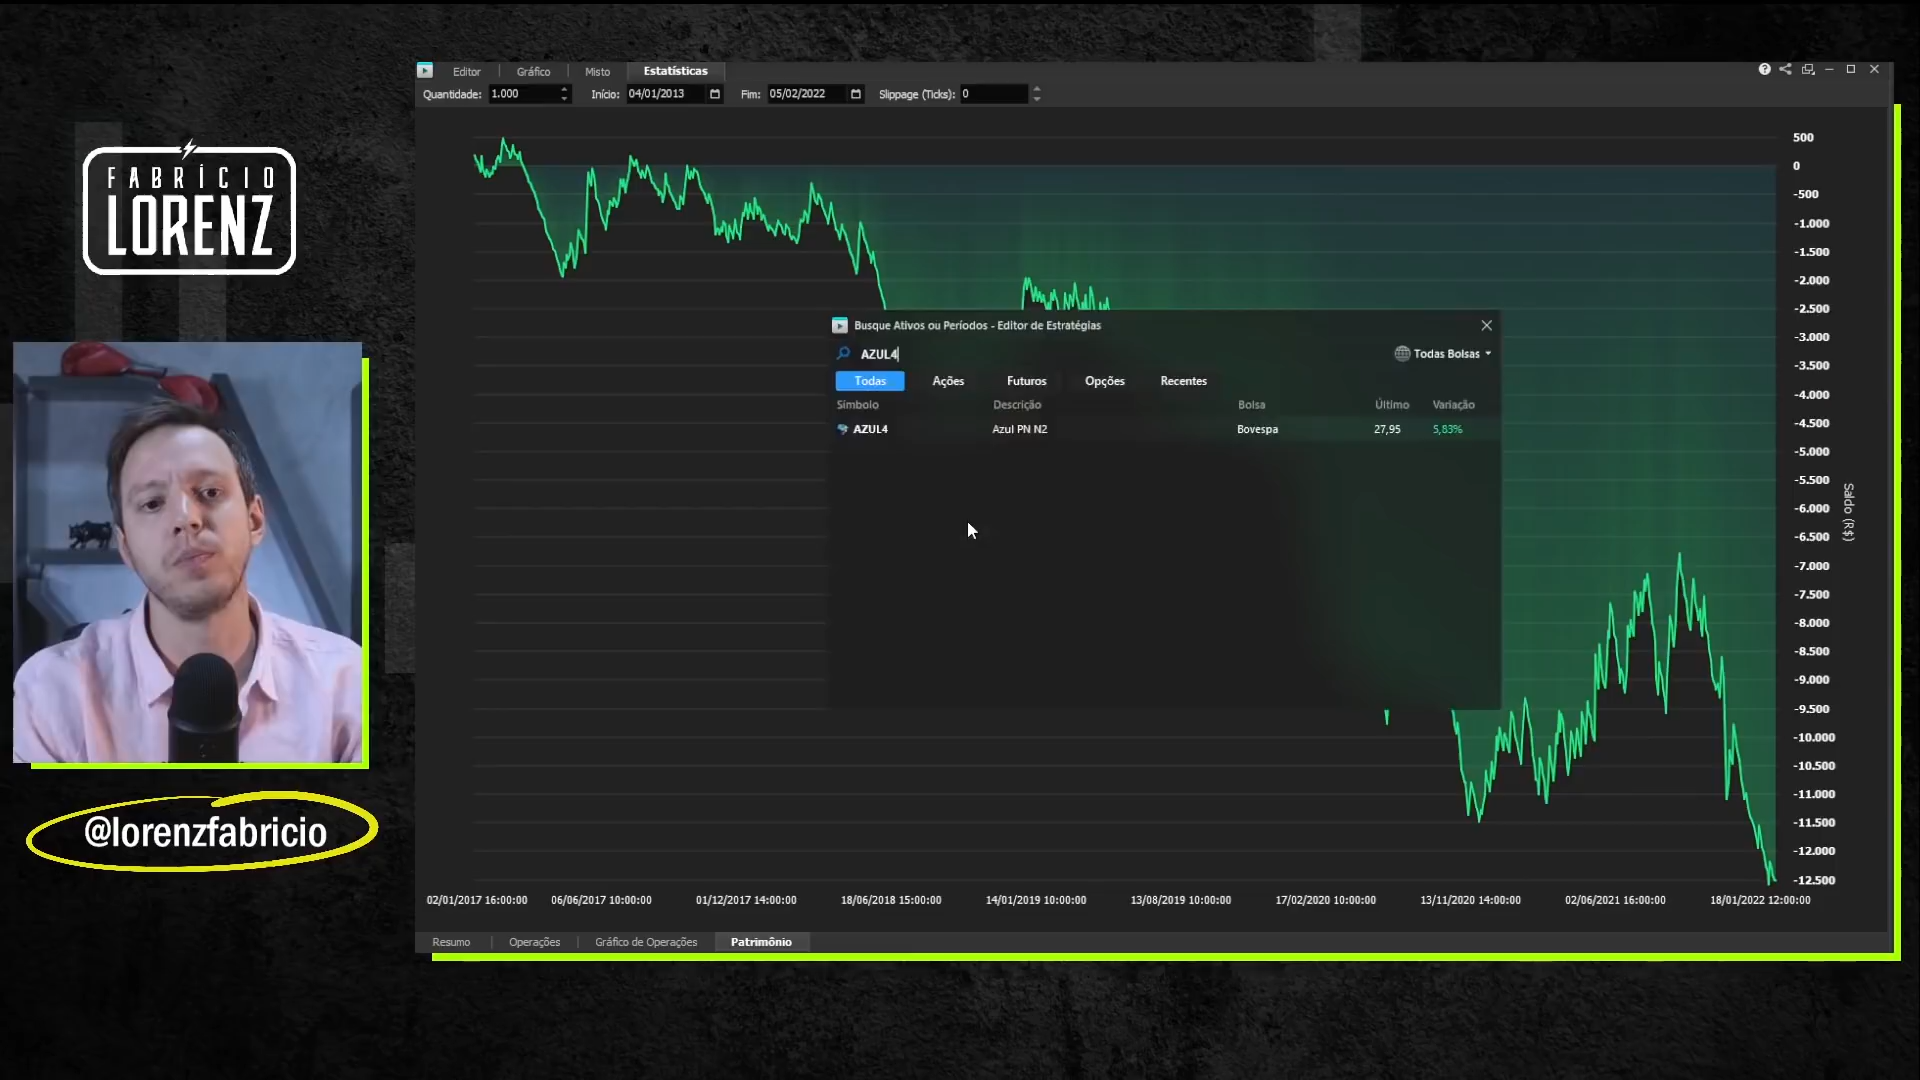 FABRÍCIO
LORENZ
@lorenzfabricio
Editor
Gráfico
Misto
Estatísticas
Quantidade: 1.000
Início: 04/01/2013
Fim: 05/02/2022
Slippage (Ticks): 0
500
0
-500
-1.000
-1.500
-2.000
-2.500
-3.000
-3.500
-4.000
-4.500
-5.000
-5.500
-6.000
-6.500
-7.000
-7.500
-8.000
-8.500
-9.000
-9.500
-10.000
-10.500
-11.000
-11.500
-12.000
-12.500
Saldo (R$)
Busque Ativos ou Períodos - Editor de Estratégias
AZUL4
Todas Bolsas
Todas Ações Futuros Opções Recentes
Símbolo Descrição Bolsa Último Variação
AZUL4 Azul PN N2 Bovespa 27,95 5,83%
02/01/2017 16:00:00 06/06/2017 10:00:00 01/12/2017 14:00:00 18/06/2018 15:00:00 14/01/2019 10:00:00 13/08/2019 10:00:00 17/02/2020 10:00:00 13/11/2020 14:00:00 02/06/2021 16:00:00 18/01/2022 12:00:00
Resumo Operações Gráfico de Operações Patrimônio